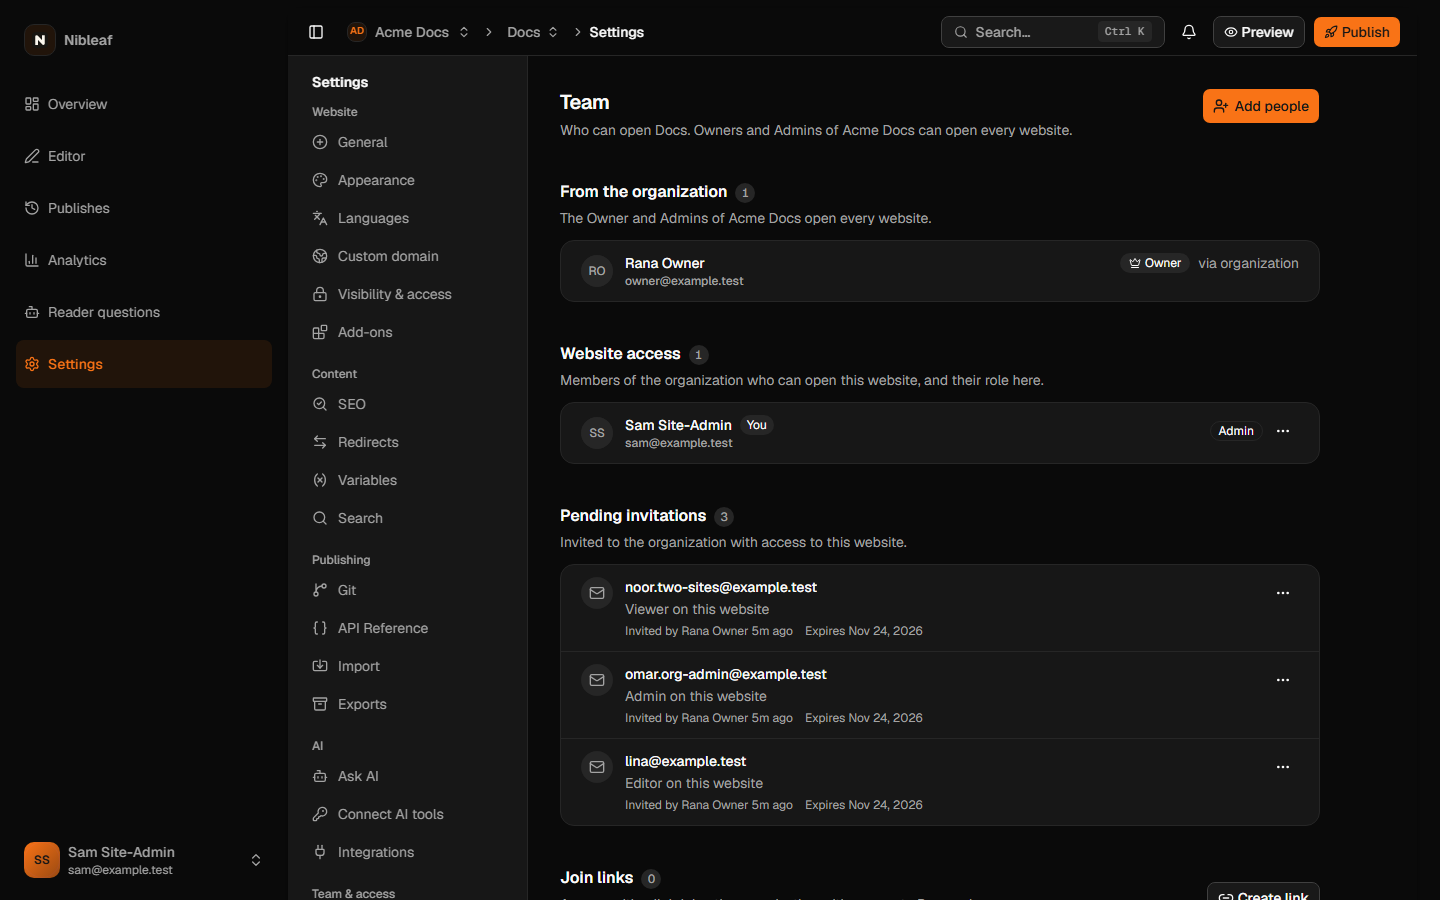 N Nibleaf
Overview
Editor
Publishes
Analytics
Reader questions
Settings
SS Sam Site-Admin
sam@example.test
AD Acme Docs
Docs
Settings
Search...
Ctrl K
Preview
Publish
Settings
Website
General
Appearance
Languages
Custom domain
Visibility & access
Add-ons
Content
SEO
Redirects
Variables
Search
Publishing
Git
API Reference
Import
Exports
AI
Ask AI
Connect AI tools
Integrations
Team & access
Team
Add people
Who can open Docs. Owners and Admins of Acme Docs can open every website.
From the organization 1
The Owner and Admins of Acme Docs open every website.
RO Rana Owner
owner@example.test
Owner via organization
Website access 1
Members of the organization who can open this website, and their role here.
SS Sam Site-Admin You
sam@example.test
Admin
Pending invitations 3
Invited to the organization with access to this website.
noor.two-sites@example.test
Viewer on this website
Invited by Rana Owner 5m ago Expires Nov 24, 2026
omar.org-admin@example.test
Admin on this website
Invited by Rana Owner 5m ago Expires Nov 24, 2026
lina@example.test
Editor on this website
Invited by Rana Owner 5m ago Expires Nov 24, 2026
Join links 0
Create link